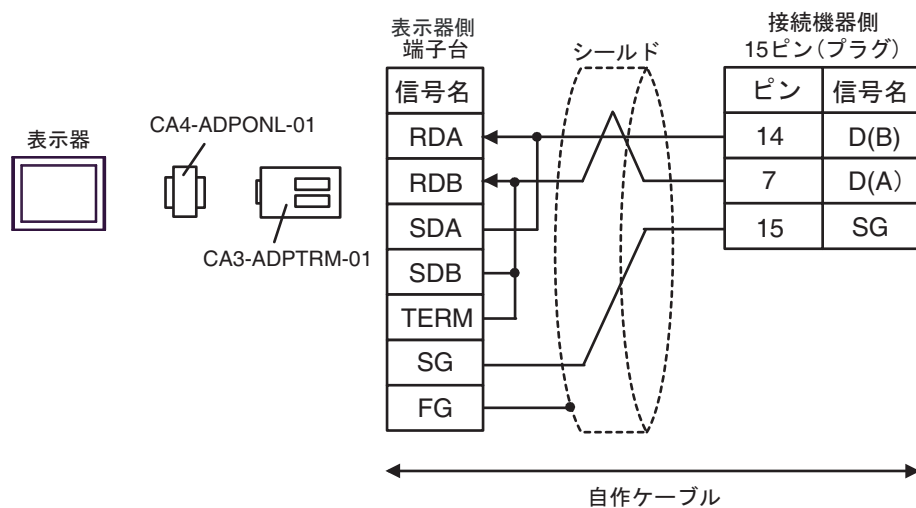 表示器
CA4-ADPONL-01
CA3-ADPTRM-01
表示器側
端子台
信号名
RDA
RDB
SDA
SDB
TERM
SG
FG
シールド
接続機器側
15ピン(プラグ)
ピン 信号名
14 D(B)
7 D(A)
15 SG
自作ケーブル